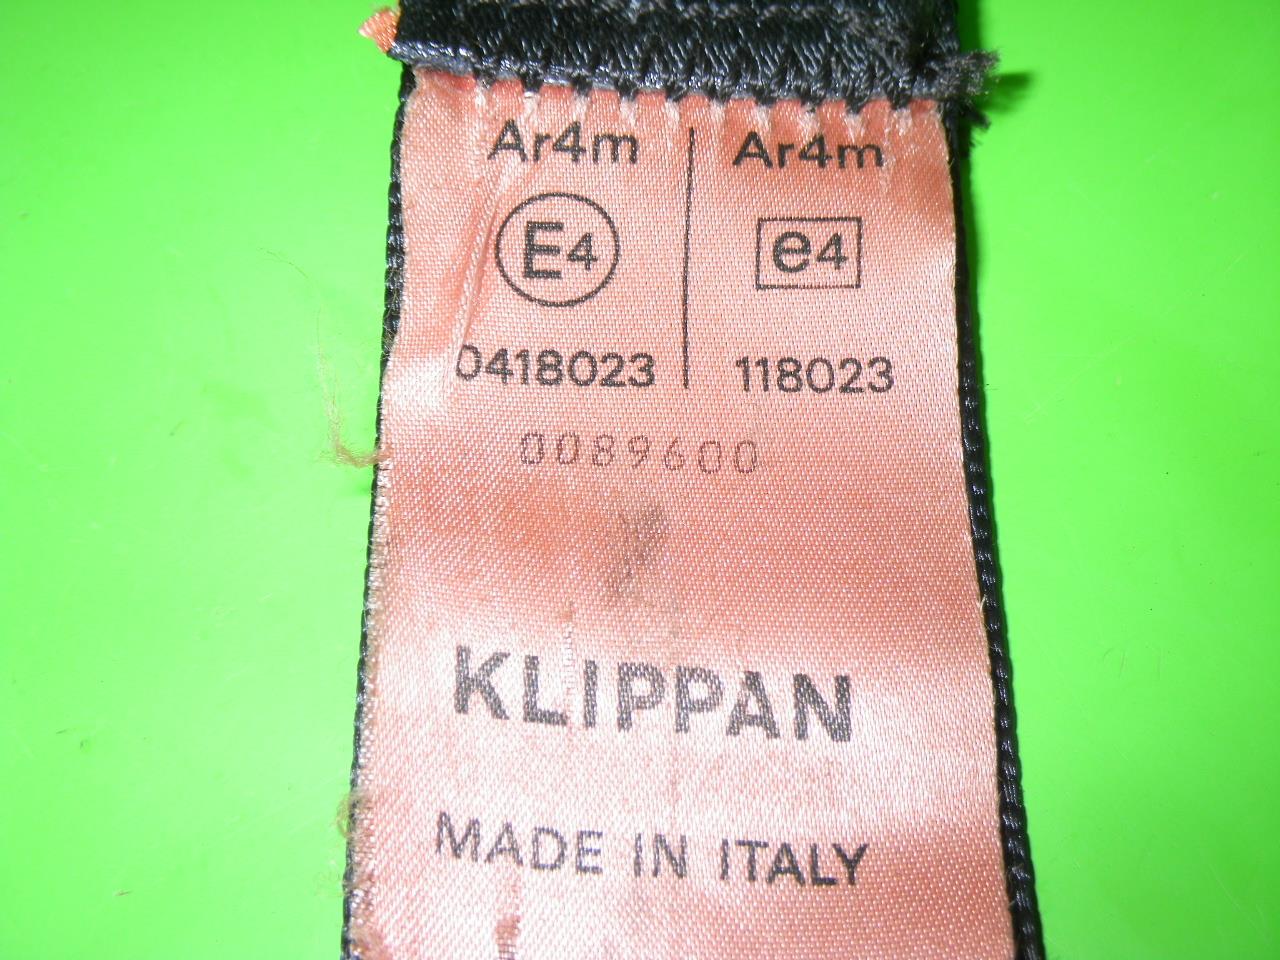 Ar4m Ar4m
E4 e4
0418023 118023
0089600
KLIPPAN
MADE IN ITALY